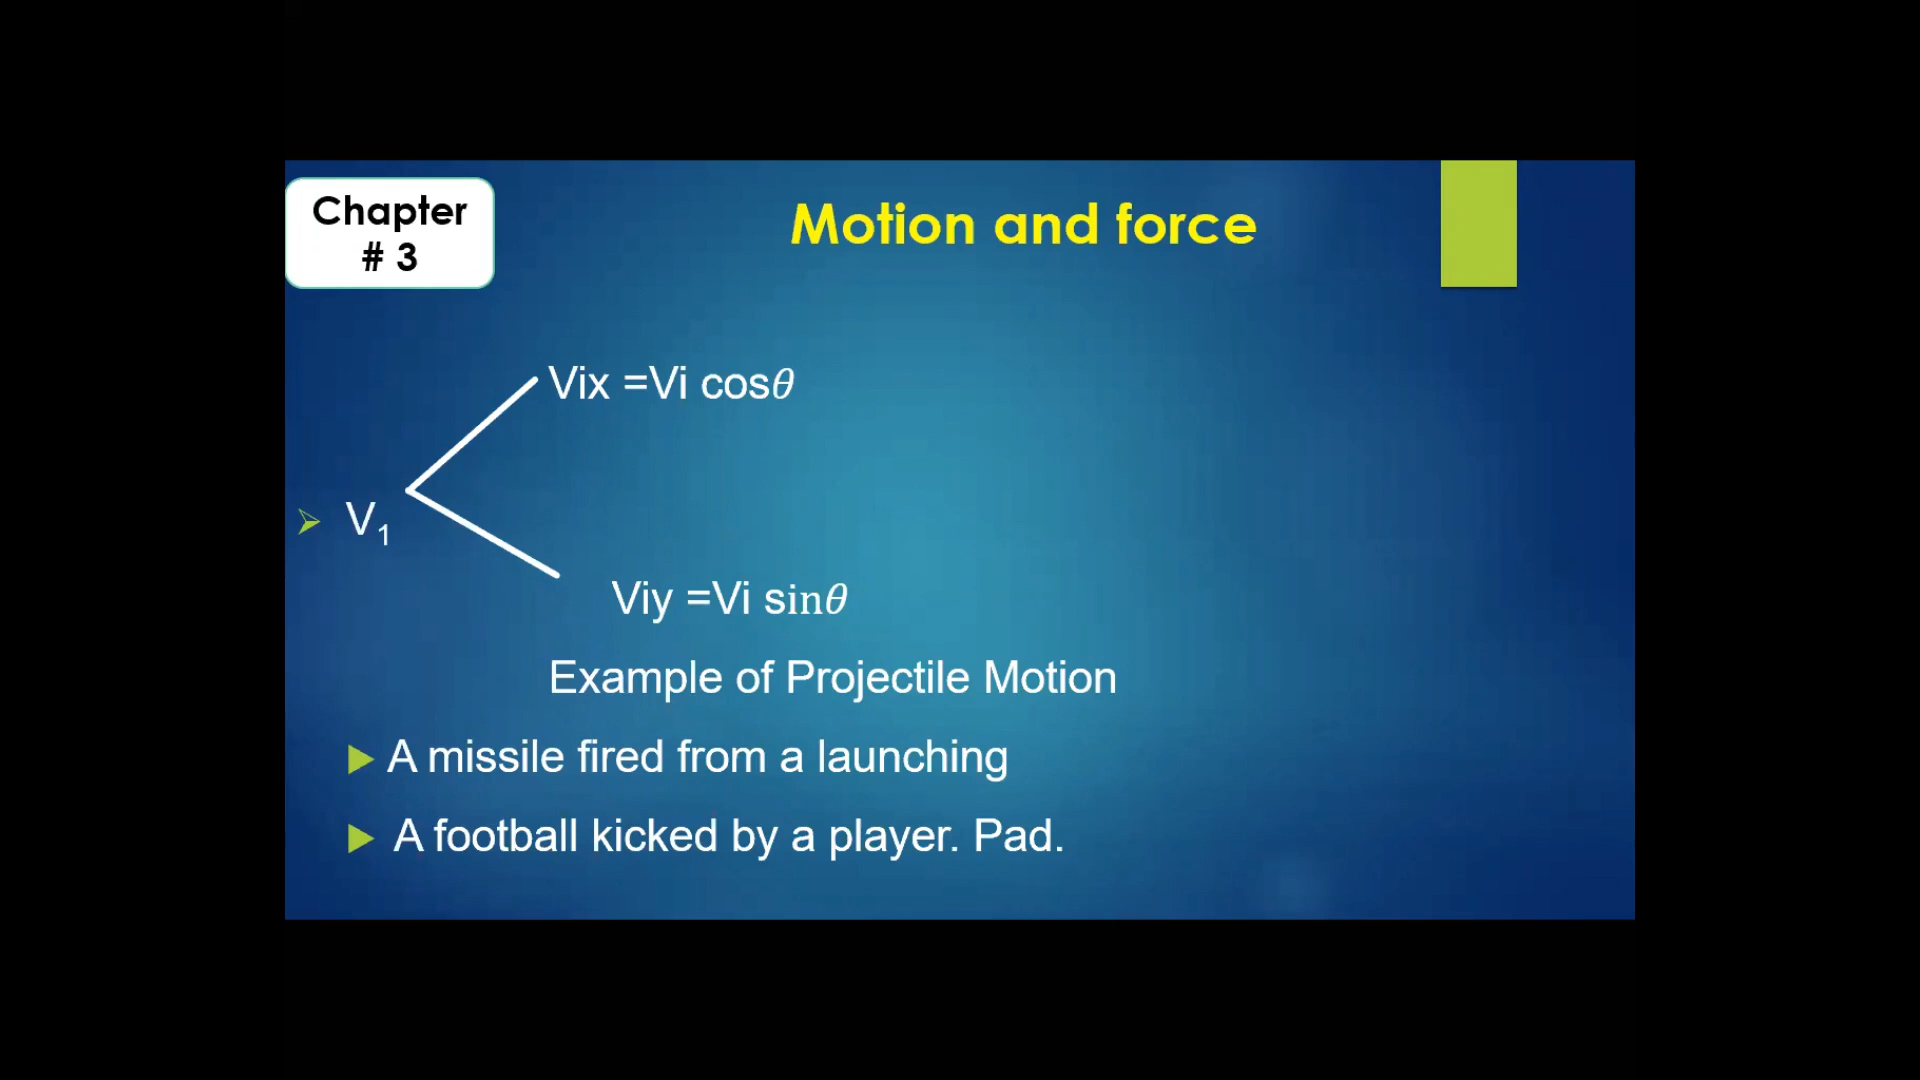 Chapter
# 3
Motion and force
Vix =Vi cos𝜃
V₁
Viy =Vi sin𝜃
Example of Projectile Motion
A missile fired from a launching
A football kicked by a player. Pad.